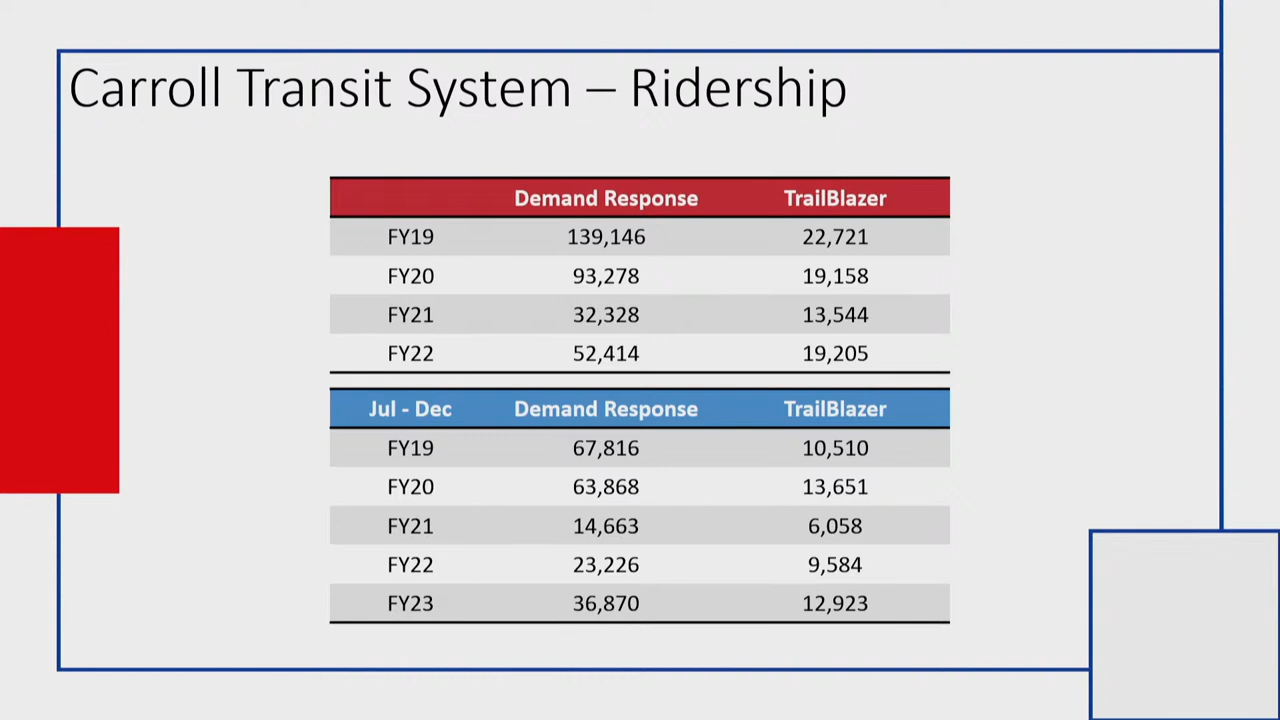 Carroll Transit System – Ridership
Demand Response TrailBlazer
FY19 139,146 22,721
FY20 93,278 19,158
FY21 32,328 13,544
FY22 52,414 19,205
Jul - Dec Demand Response TrailBlazer
FY19 67,816 10,510
FY20 63,868 13,651
FY21 14,663 6,058
FY22 23,226 9,584
FY23 36,870 12,923